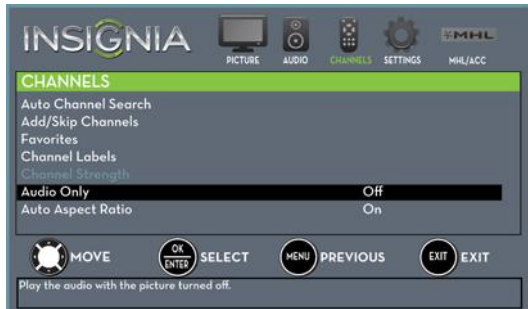 INSIGNIA
PICTURE AUDIO CHANNELS SETTINGS MHL MHL/ACC
CHANNELS
Auto Channel Search
Add/Skip Channels
Favorites
Channel Labels
Channel Strength
Audio Only Off
Auto Aspect Ratio On
MOVE OK ENTER SELECT MENU PREVIOUS EXIT EXIT
Play the audio with the picture turned off.